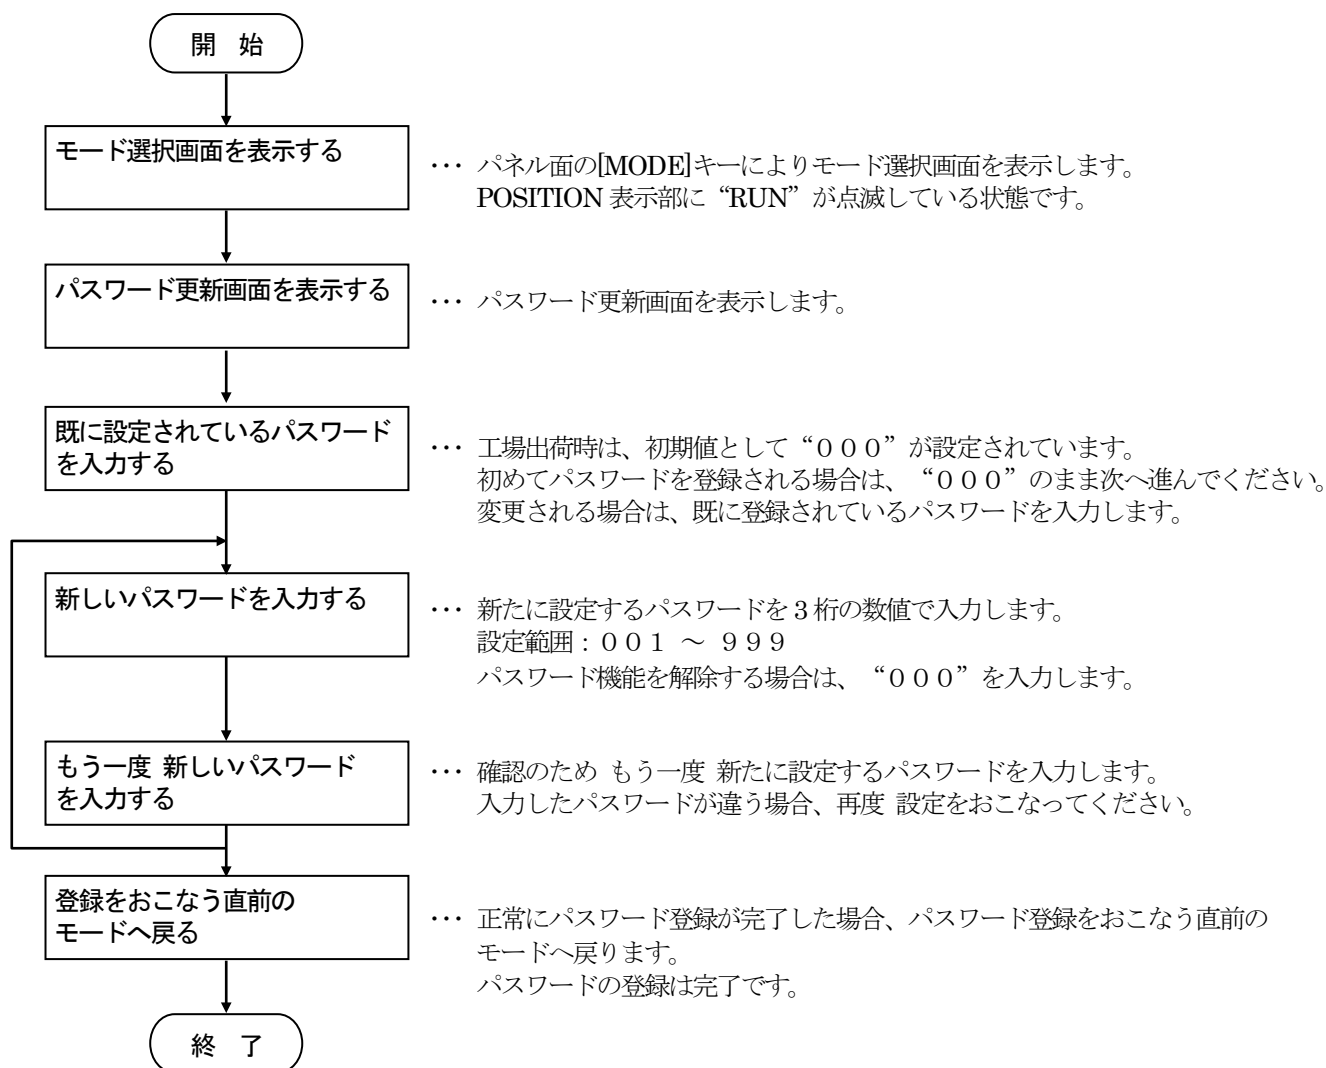 開　始
モード選択画面を表示する
･･･ パネル面の[MODE]キーによりモード選択画面を表示します。
POSITION 表示部に“RUN”が点滅している状態です。
パスワード更新画面を表示する
･･･ パスワード更新画面を表示します。
既に設定されているパスワード
を入力する
･･･ 工場出荷時は、初期値として“０００”が設定されています。
初めてパスワードを登録される場合は、“０００”のまま次へ進んでください。
変更される場合は、既に登録されているパスワードを入力します。
新しいパスワードを入力する
･･･ 新たに設定するパスワードを３桁の数値で入力します。
設定範囲：００１ ～ ９９９
パスワード機能を解除する場合は、“０００”を入力します。
もう一度 新しいパスワード
を入力する
･･･ 確認のため もう一度 新たに設定するパスワードを入力します。
入力したパスワードが違う場合、再度 設定をおこなってください。
登録をおこなう直前の
モードへ戻る
･･･ 正常にパスワード登録が完了した場合、パスワード登録をおこなう直前の
モードへ戻ります。
パスワードの登録は完了です。
終　了